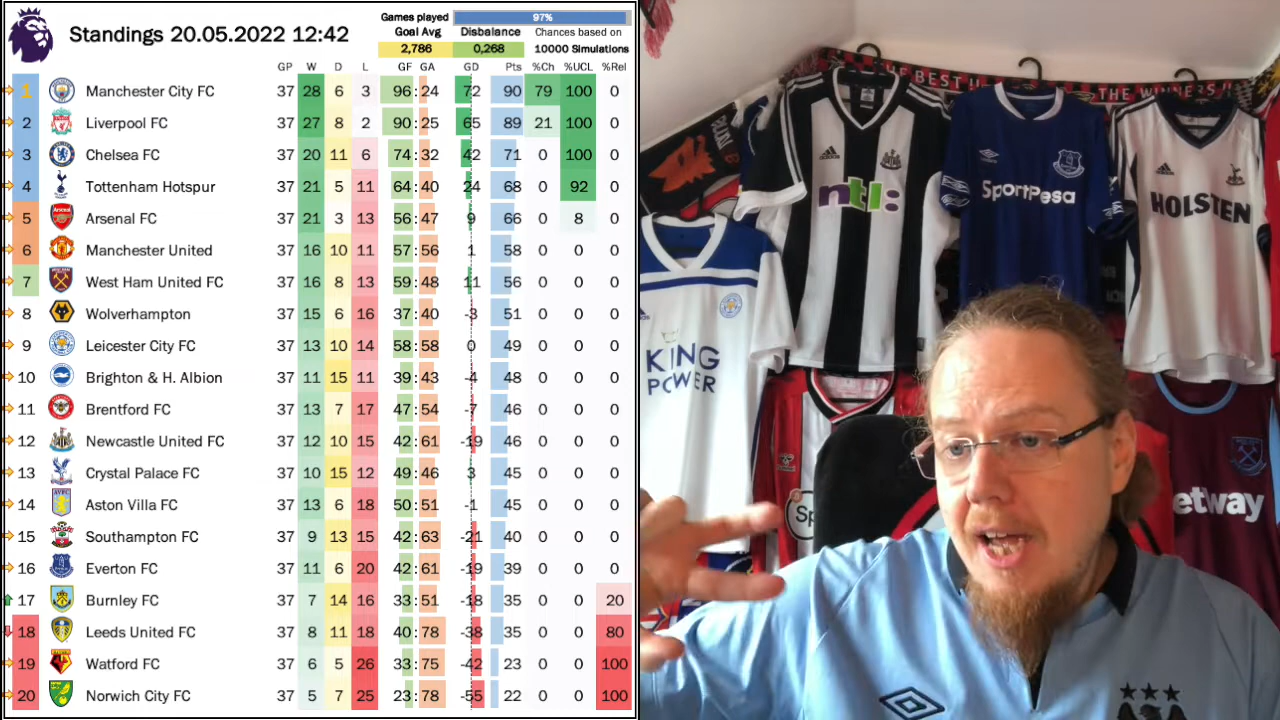 Standings 20.05.2022 12:42
Games played 97%
Goal Avg Disbalance Chances based on
2,786 0,268 10000 Simulations
GP W D L GF GA GD Pts %Ch %UCL %Rel
1 Manchester City FC 37 28 6 3 96:24 72 90 79 100 0
2 Liverpool FC 37 27 8 2 90:25 65 89 21 100 0
3 Chelsea FC 37 20 11 6 74:32 42 71 0 100 0
4 Tottenham Hotspur 37 21 5 11 64:40 24 68 0 92 0
5 Arsenal FC 37 21 3 13 56:47 9 66 0 8 0
6 Manchester United 37 16 10 11 57:56 1 58 0 0 0
7 West Ham United FC 37 16 8 13 59:48 11 56 0 0 0
8 Wolverhampton 37 15 6 16 37:40 -3 51 0 0 0
9 Leicester City FC 37 13 10 14 58:58 0 49 0 0 0
10 Brighton & H. Albion 37 11 15 11 39:43 -4 48 0 0 0
11 Brentford FC 37 13 7 17 47:54 -7 46 0 0 0
12 Newcastle United FC 37 12 10 15 42:61 -19 46 0 0 0
13 Crystal Palace FC 37 10 15 12 49:46 3 45 0 0 0
14 Aston Villa FC 37 13 6 18 50:51 -1 45 0 0 0
15 Southampton FC 37 9 13 15 42:63 -21 40 0 0 0
16 Everton FC 37 11 6 20 42:61 -19 39 0 0 0
17 Burnley FC 37 7 14 16 33:51 -18 35 0 0 20
18 Leeds United FC 37 8 11 18 40:78 -38 35 0 0 80
19 Watford FC 37 6 5 26 33:75 -42 23 0 0 100
20 Norwich City FC 37 5 7 25 23:78 -55 22 0 0 100
THE BEST !! THE WINNERS !!
adidas
ntl:
SportPesa
HOLSTEN
KING
POWER
Sp
etway